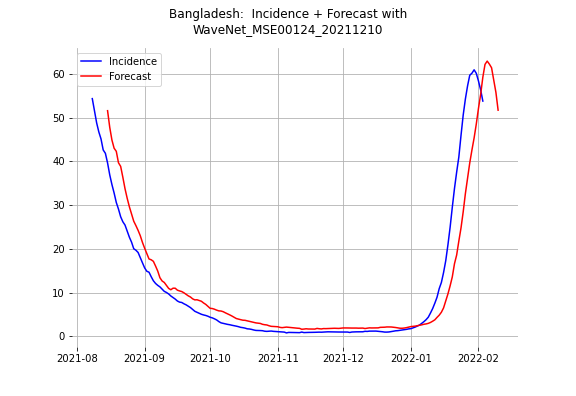 Bangladesh:  Incidence + Forecast with
WaveNet_MSE00124_20211210
Incidence
Forecast
60
50
40
30
20
10
0
2021-08 2021-09 2021-10 2021-11 2021-12 2022-01 2022-02